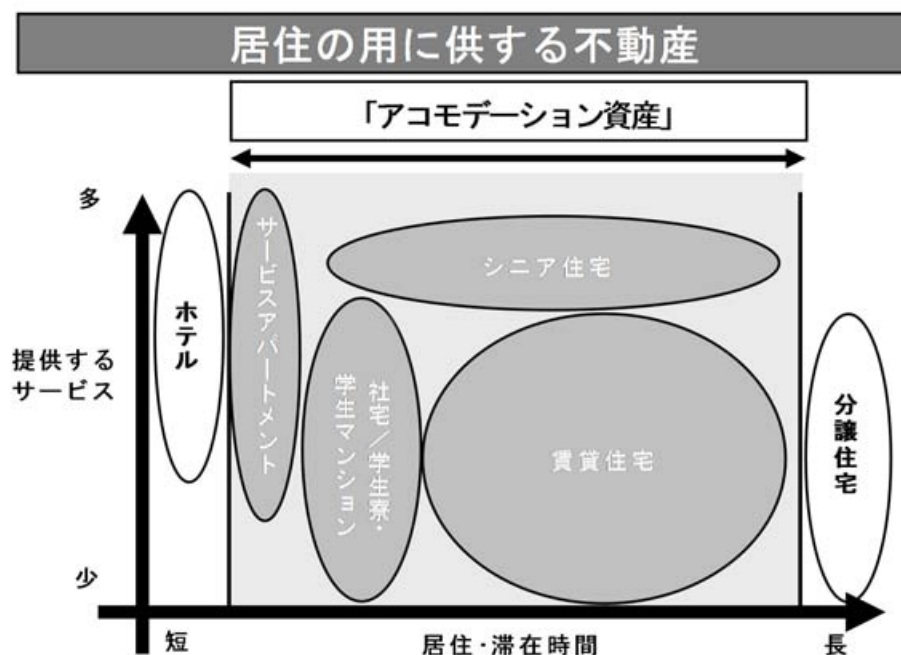 居住の用に供する不動産
「アコモデーション資産」
多
提供する
サービス
少
ホテル
サービスアパートメント
シニア住宅
社宅／学生寮・
学生マンション
賃貸住宅
分譲住宅
短
居住・滞在時間
長